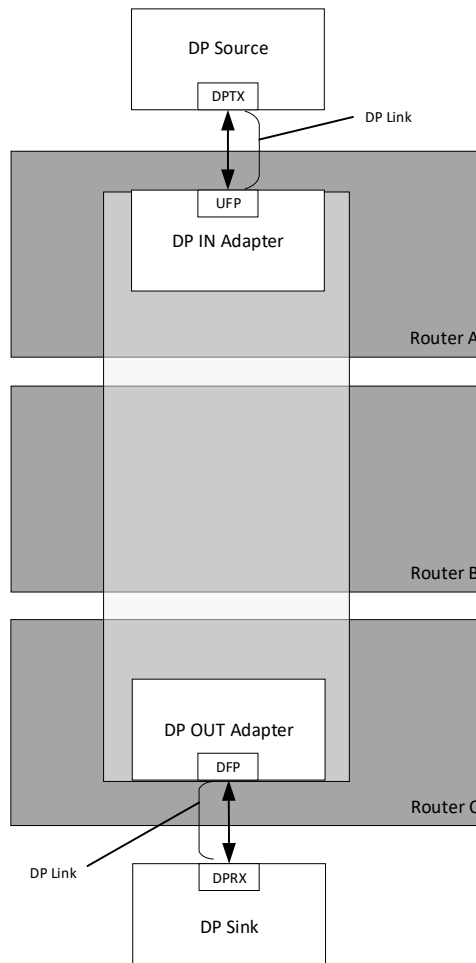 DP Source
DPTX
DP Link
UFP
DP IN Adapter
Router A
Router B
DP OUT Adapter
DFP
Router C
DP Link
DPRX
DP Sink